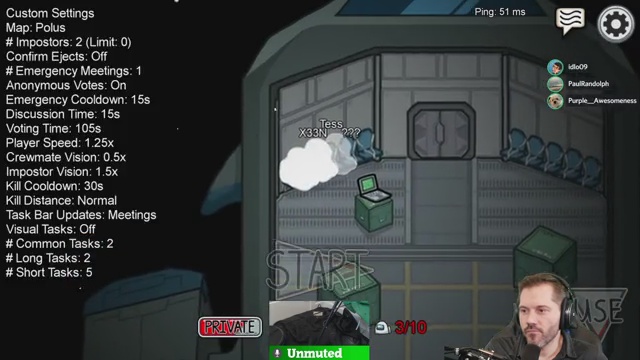 Custom Settings
Map: Polus
# Impostors: 2 (Limit: 0)
Confirm Ejects: Off
# Emergency Meetings: 1
Anonymous Votes: On
Emergency Cooldown: 15s
Discussion Time: 15s
Voting Time: 105s
Player Speed: 1.25x
Crewmate Vision: 0.5x
Impostor Vision: 1.5x
Kill Cooldown: 30s
Kill Distance: Normal
Task Bar Updates: Meetings
Visual Tasks: Off
# Common Tasks: 2
# Long Tasks: 2
# Short Tasks: 5
Ping: 51 ms
idlo09
PaulRandolph
Purple__Awesomeness
Tess
X33N
???
START
PRIVATE
3/10
USE
Unmuted